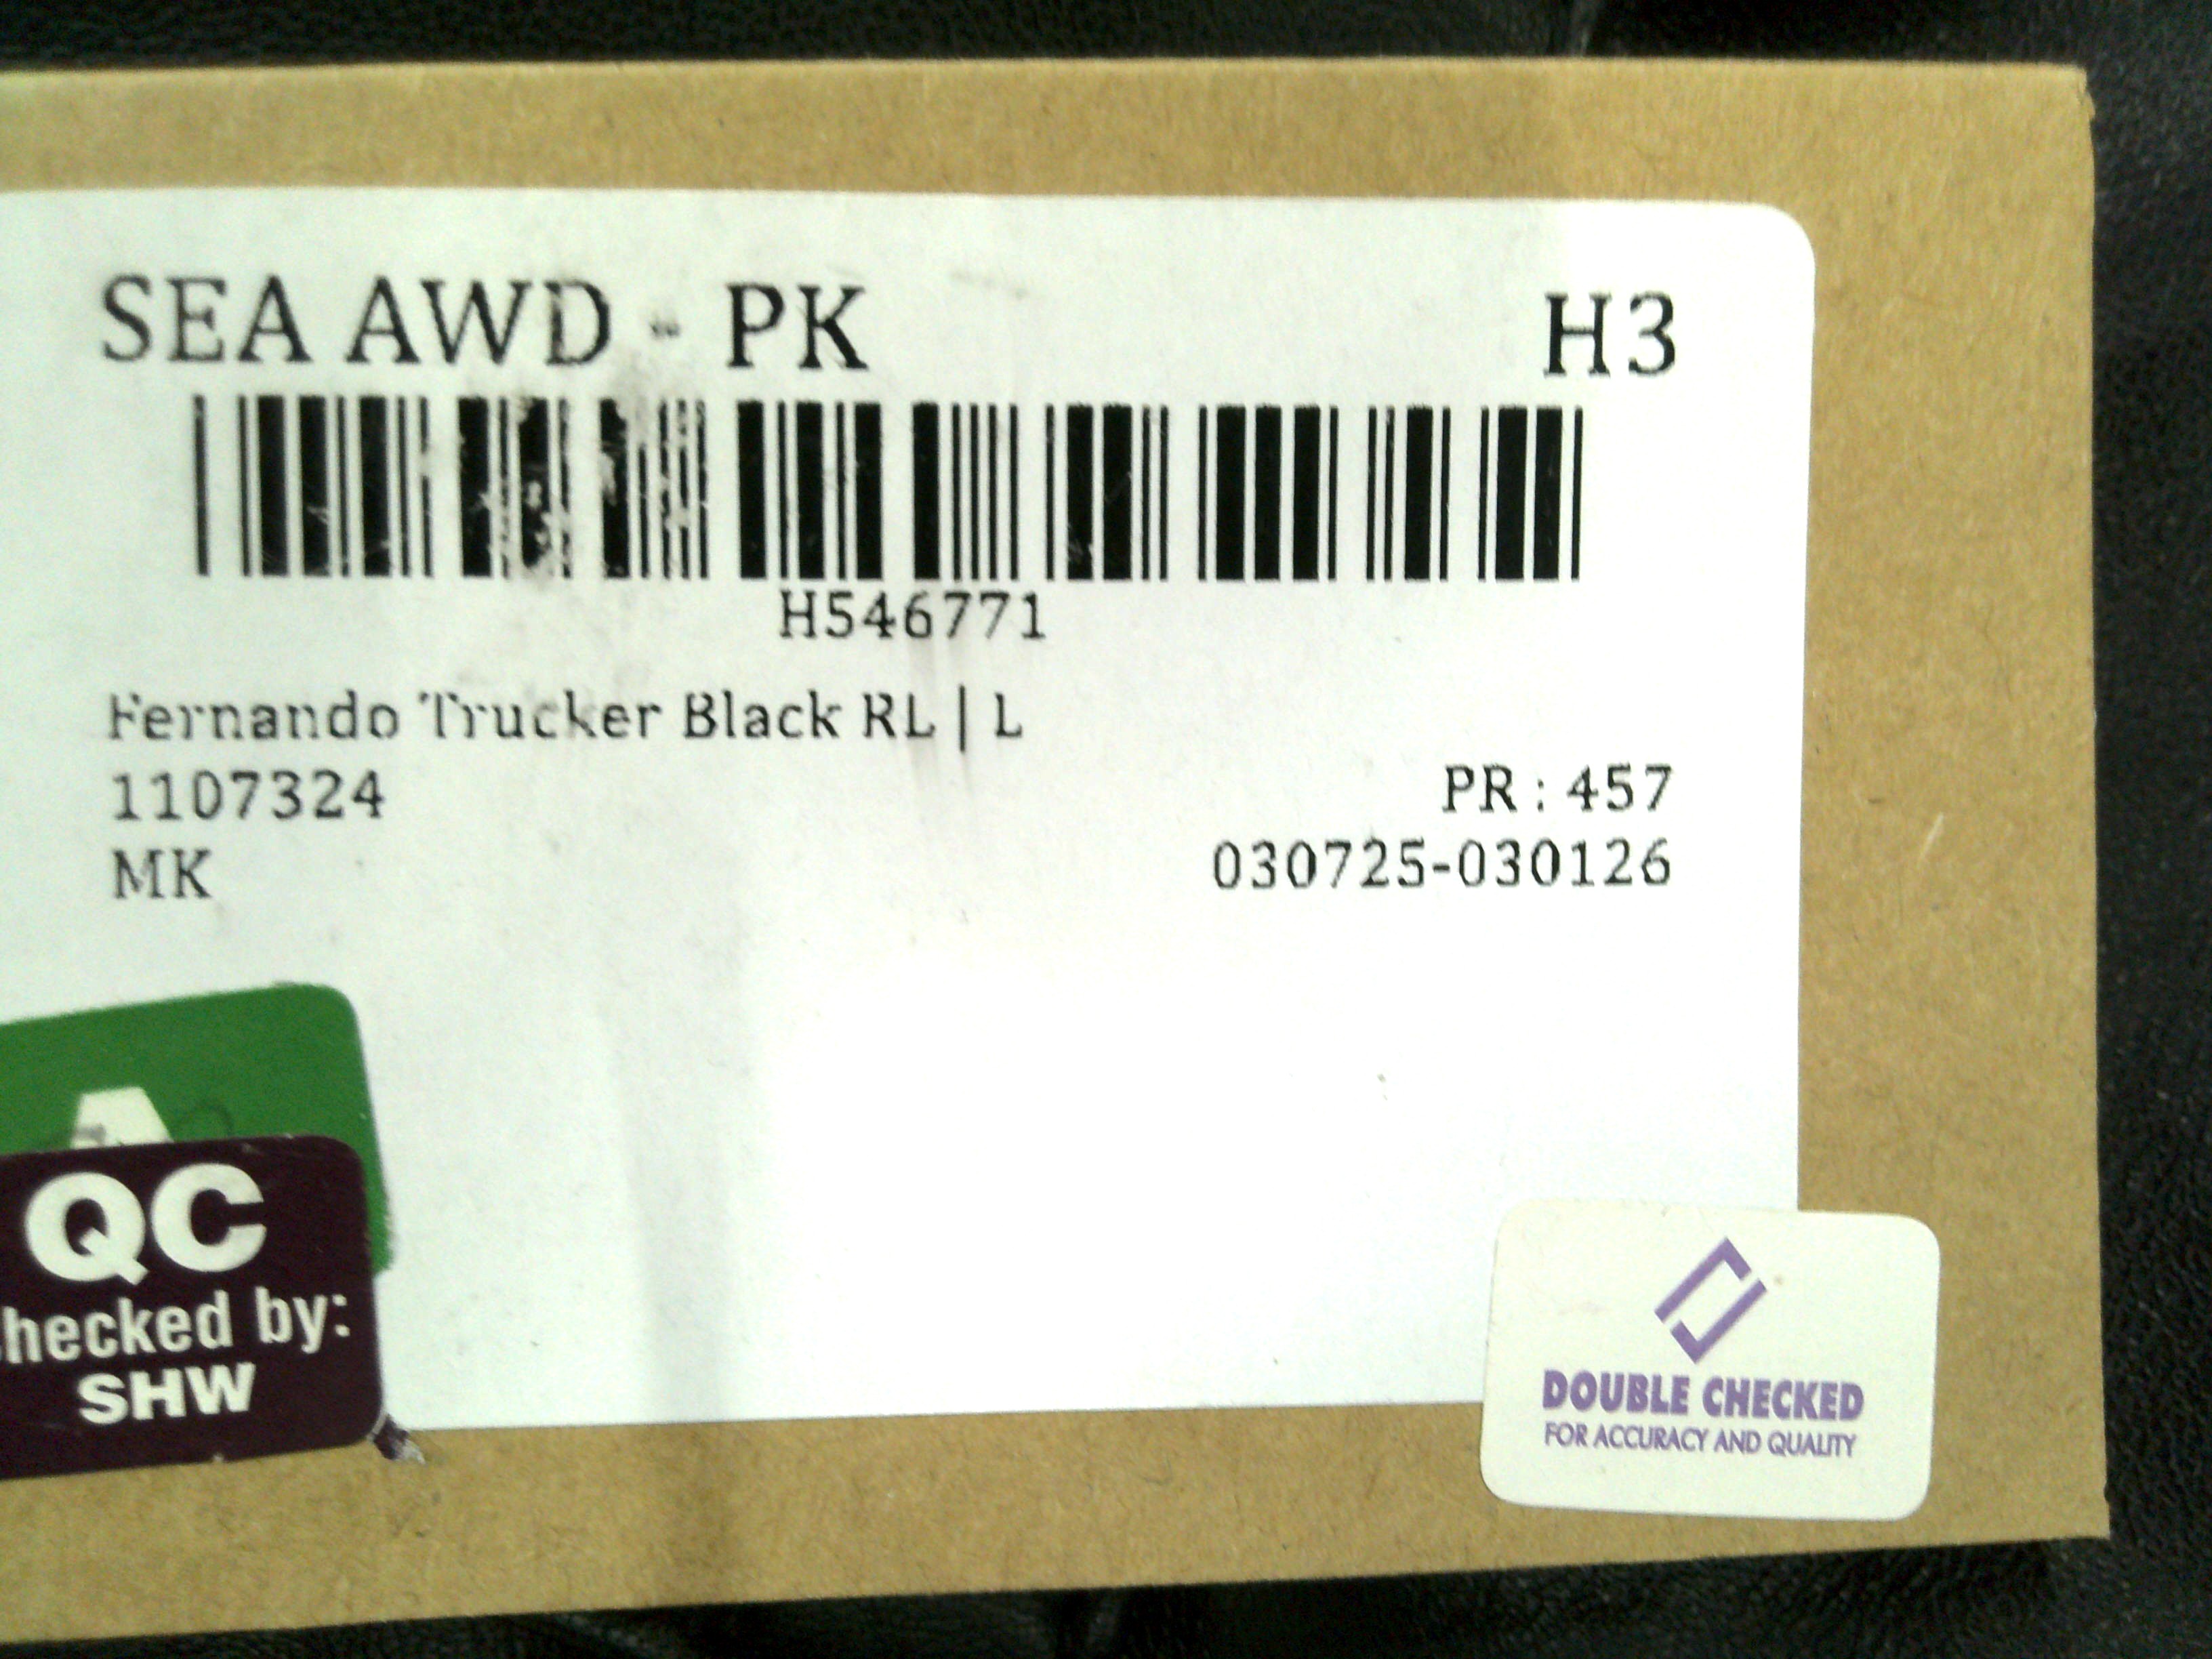 SEA AWD - PK H3
H546771
Fernando Trucker Black RL | L
1107324 PR : 457
MK 030725-030126
A
QC
hecked by:
SHW
DOUBLE CHECKED
FOR ACCURACY AND QUALITY